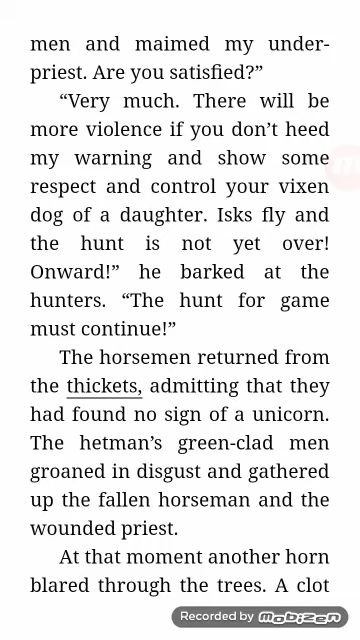 men and maimed my under-
priest. Are you satisfied?”
“Very much. There will be
more violence if you don’t heed
my warning and show some
respect and control your vixen
dog of a daughter. Isks fly and
the hunt is not yet over!
Onward!” he barked at the
hunters. “The hunt for game
must continue!”
The horsemen returned from
the thickets, admitting that they
had found no sign of a unicorn.
The hetman’s green-clad men
groaned in disgust and gathered
up the fallen horseman and the
wounded priest.
At that moment another horn
blared through the trees. A clot
Recorded by mobizen